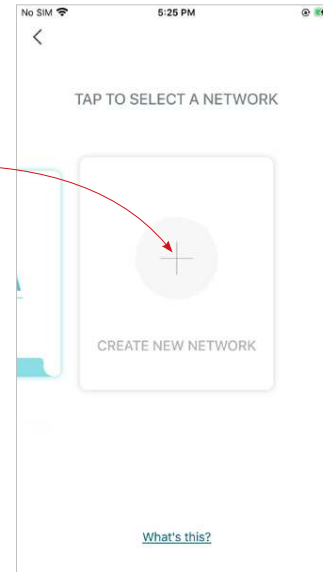 No SIM 5:25 PM
TAP TO SELECT A NETWORK
CREATE NEW NETWORK
What's this?